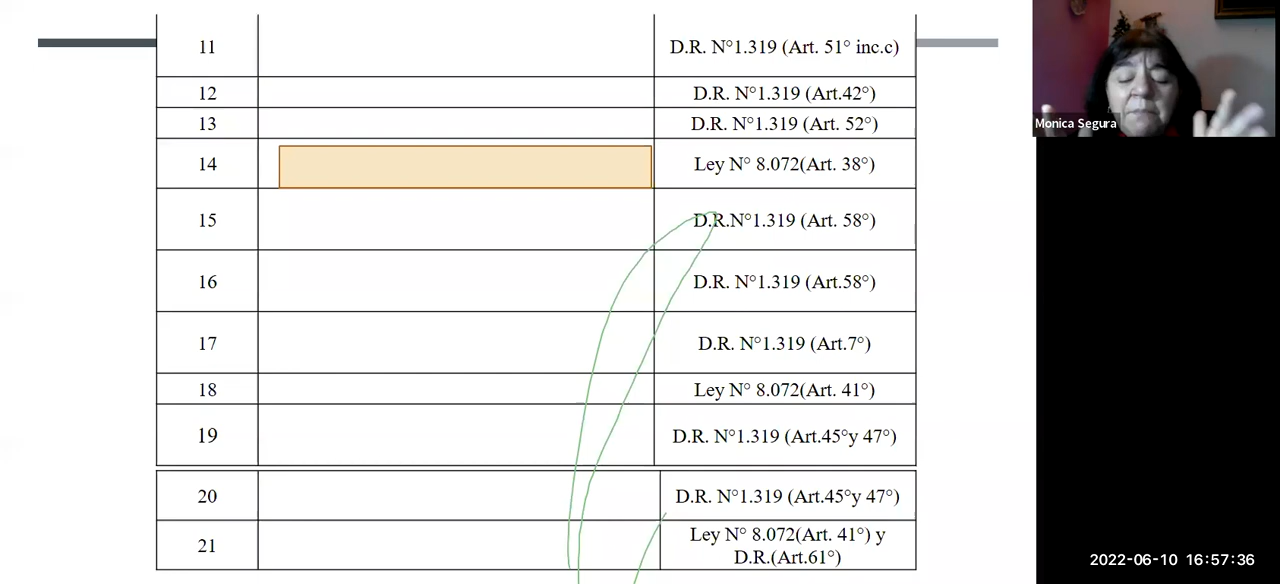 11 D.R. N°1.319 (Art. 51° inc.c)
12 D.R. N°1.319 (Art.42°)
13 D.R. N°1.319 (Art. 52°)
14 Ley N° 8.072(Art. 38°)
15 D.R.N°1.319 (Art. 58°)
16 D.R. N°1.319 (Art.58°)
17 D.R. N°1.319 (Art.7°)
18 Ley N° 8.072(Art. 41°)
19 D.R. N°1.319 (Art.45°y 47°)
20 D.R. N°1.319 (Art.45°y 47°)
21 Ley N° 8.072(Art. 41°) y
D.R.(Art.61°)
Monica Segura
2022-06-10 16:57:36